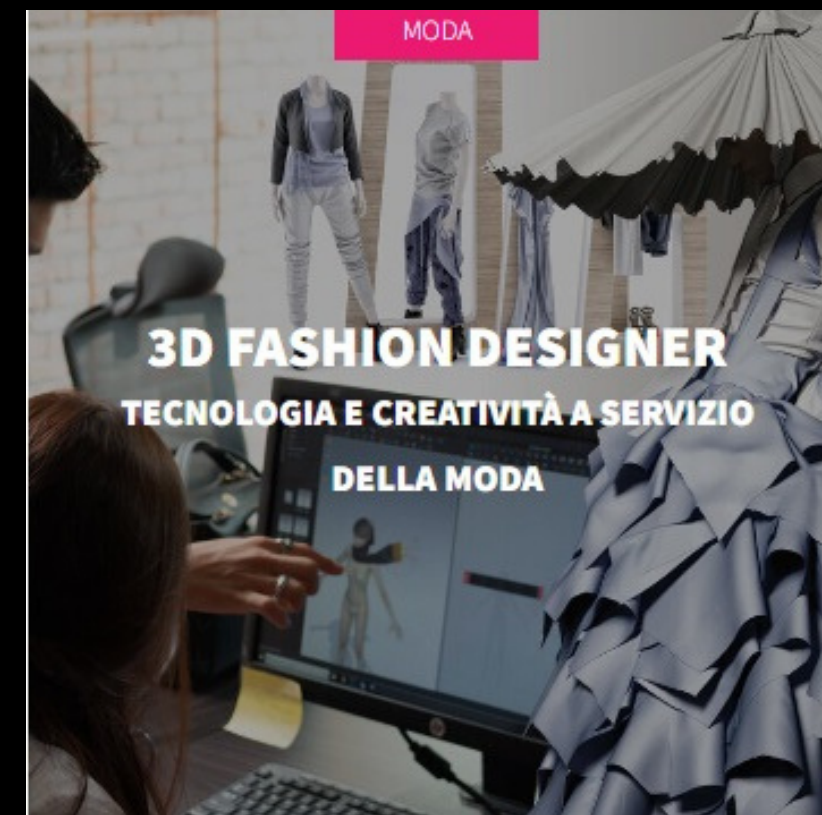 MODA
3D FASHION DESIGNER
TECNOLOGIA E CREATIVITÀ A SERVIZIO
DELLA MODA